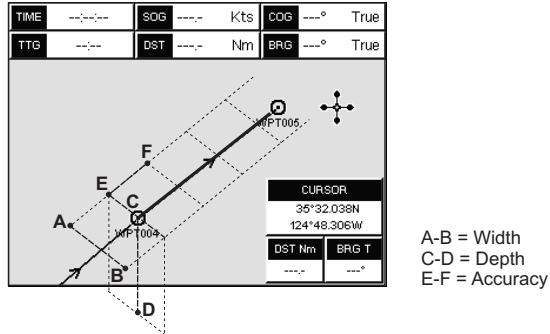 TIME --:--:-- SOG ---.- Kts COG ---° True
TTG --:-- DST ---.- Nm BRG ---° True
WPT005
F
E
C
A
WPT004
B
D
CURSOR
35°32.038N
124°48.306W
DST Nm BRG T
---.- ---°
A-B = Width
C-D = Depth
E-F = Accuracy